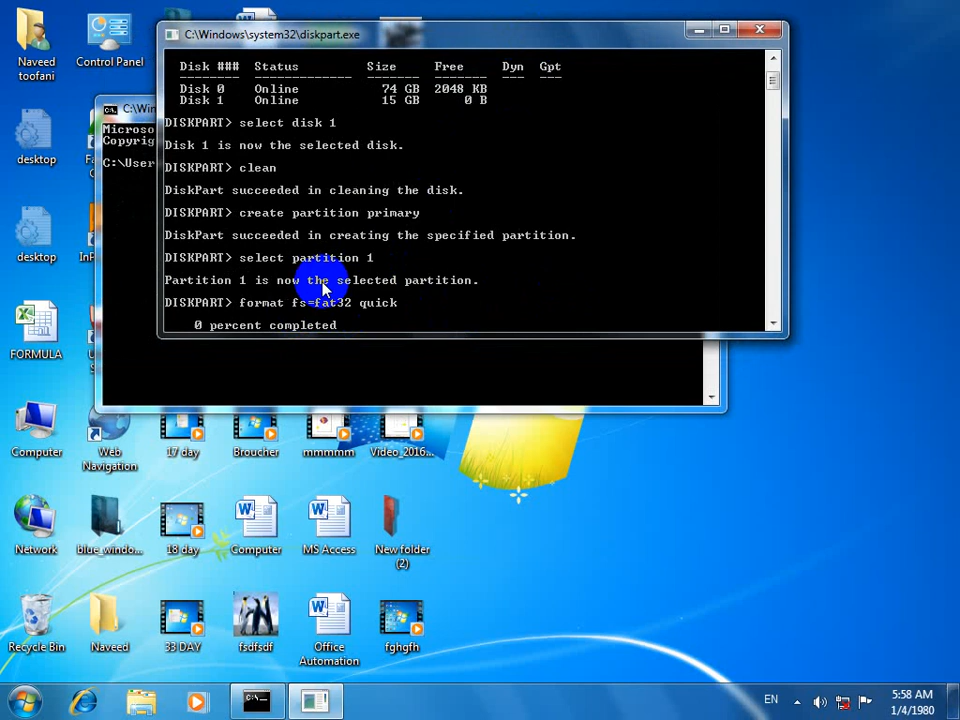 C:\Windows\system32\diskpart.exe
Disk ### Status Size Free Dyn Gpt
-------- ------------- ------- ------- --- ---
Disk 0 Online 74 GB 2048 KB
Disk 1 Online 15 GB 0 B
DISKPART> select disk 1
Disk 1 is now the selected disk.
DISKPART> clean
DiskPart succeeded in cleaning the disk.
DISKPART> create partition primary
DiskPart succeeded in creating the specified partition.
DISKPART> select partition 1
Partition 1 is now the selected partition.
DISKPART> format fs=fat32 quick
0 percent completed
C:\Win
Microso
Copyrig
C:\User
Naveed
toofani
Control Panel
desktop
desktop
FORMULA
Computer
Web
Navigation
17 day
Broucher
mmmmm
Video_2016...
Network
blue_windo...
18 day
Computer
MS Access
New folder
(2)
Recycle Bin
Naveed
33 DAY
fsdfsdf
Office
Automation
fghgfh
EN
5:58 AM
1/4/1980